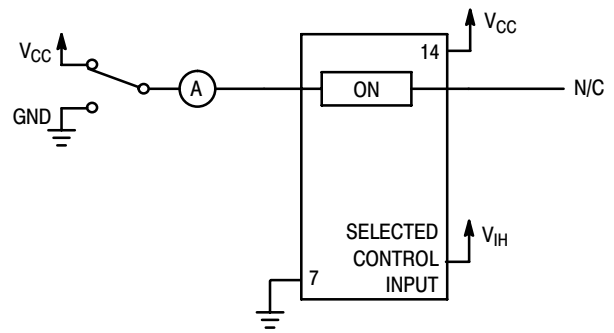 VCC
GND
A
ON
14
VCC
N/C
SELECTED
CONTROL
INPUT
VIH
7